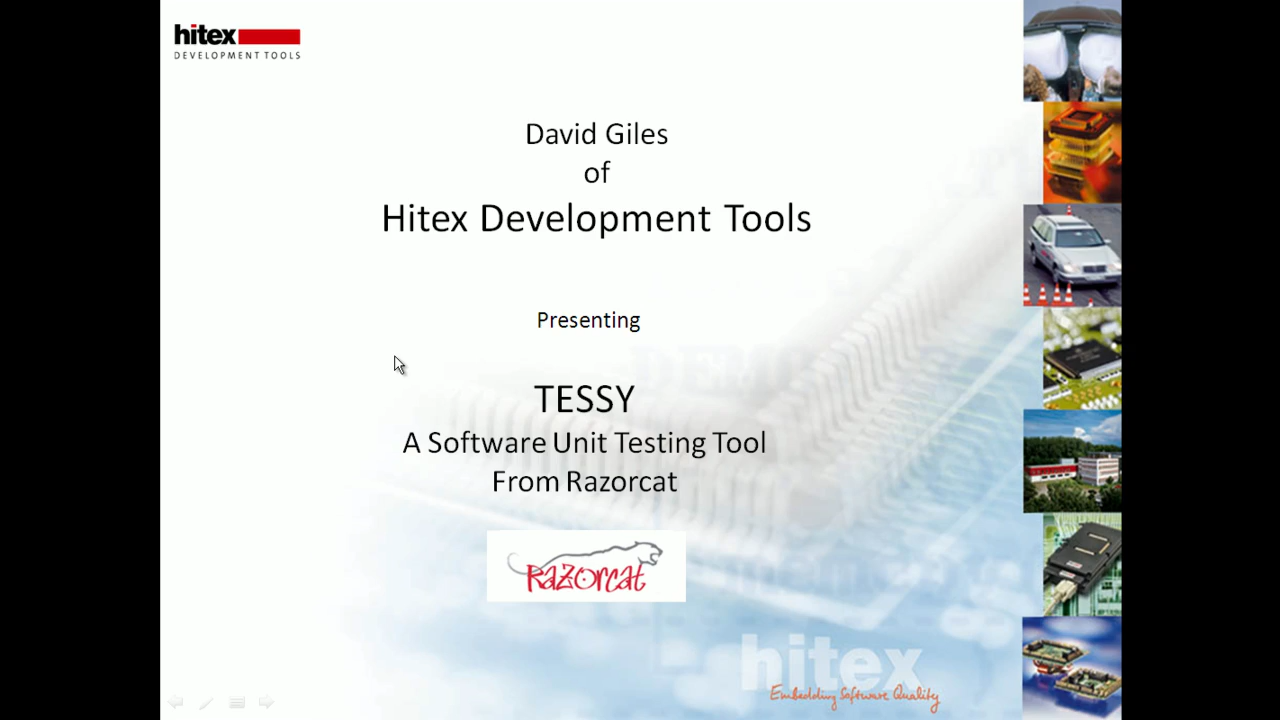 hitex
DEVELOPMENT TOOLS
David Giles
of
Hitex Development Tools
Presenting
TESSY
A Software Unit Testing Tool
From Razorcat
Razorcat
hitex
Embedding Software Quality